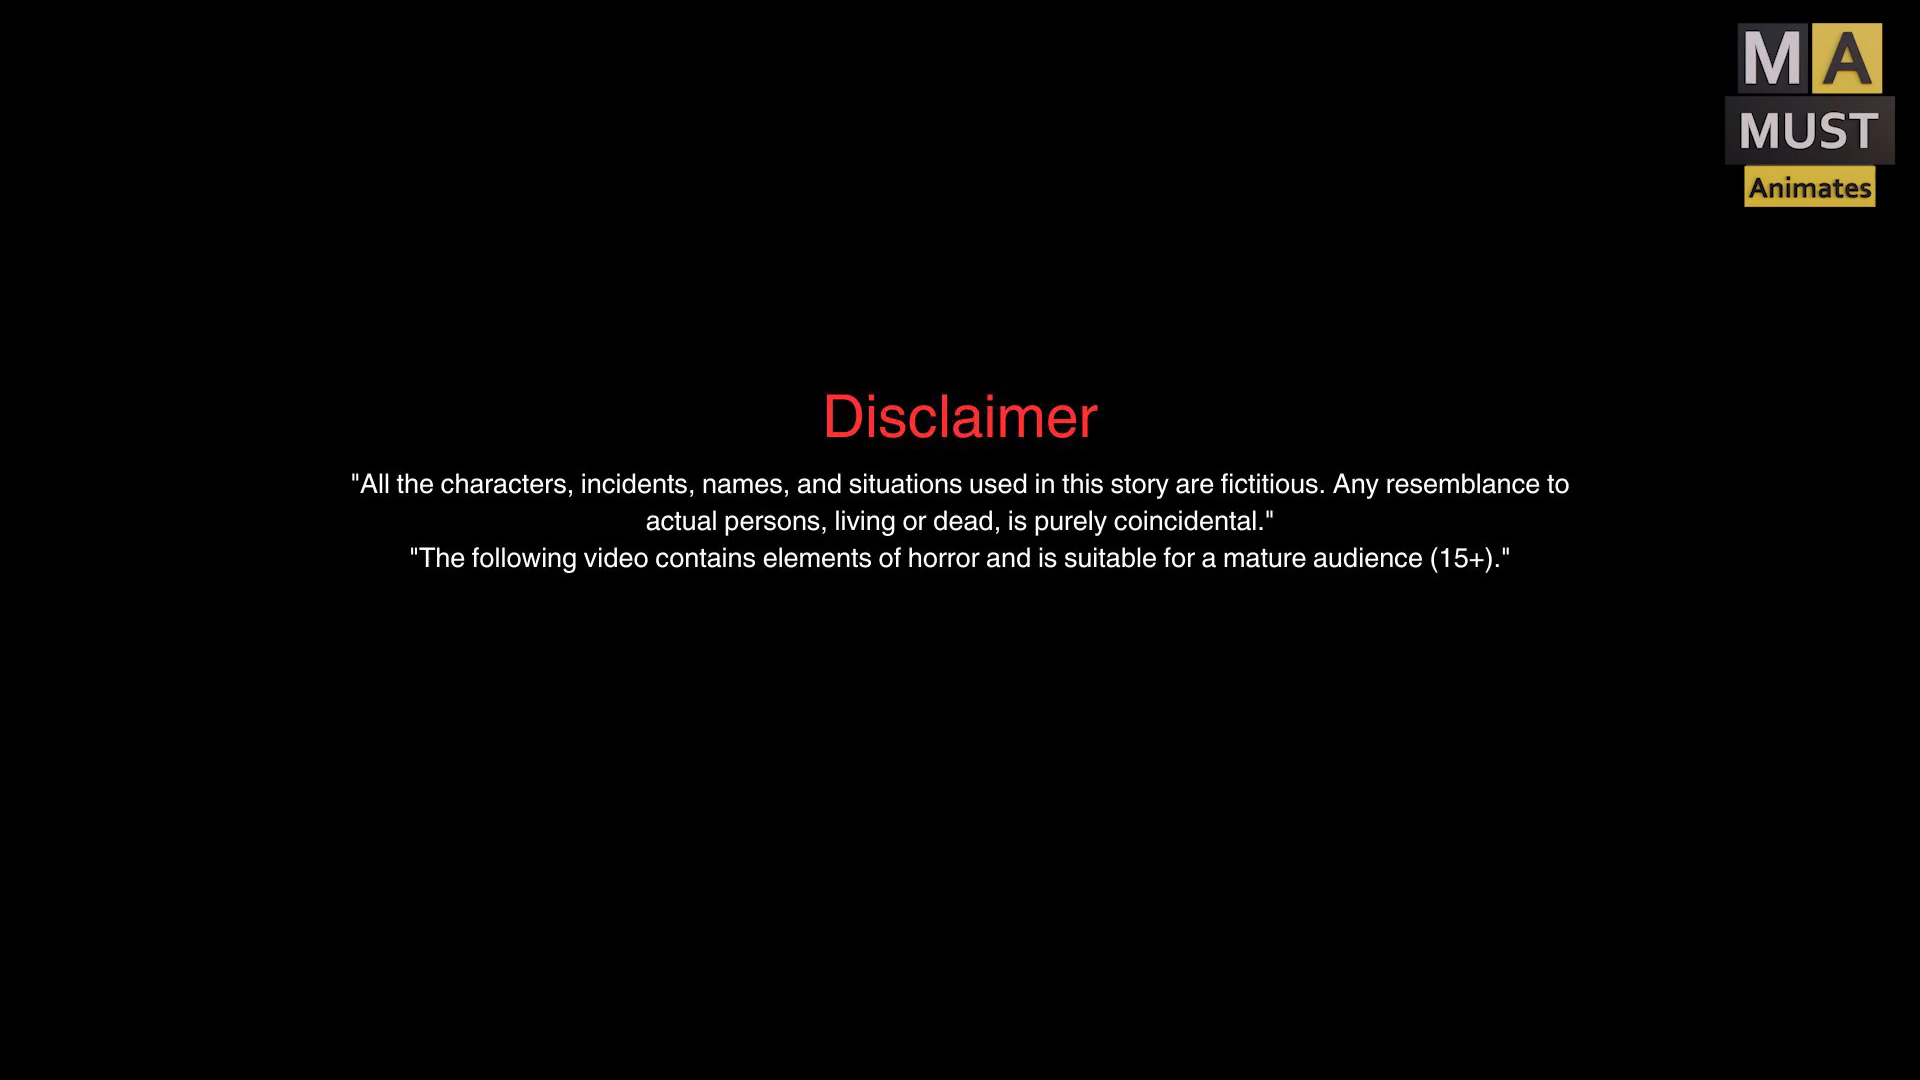 M A
MUST
Animates
Disclaimer
"All the characters, incidents, names, and situations used in this story are fictitious. Any resemblance to
actual persons, living or dead, is purely coincidental."
"The following video contains elements of horror and is suitable for a mature audience (15+)."